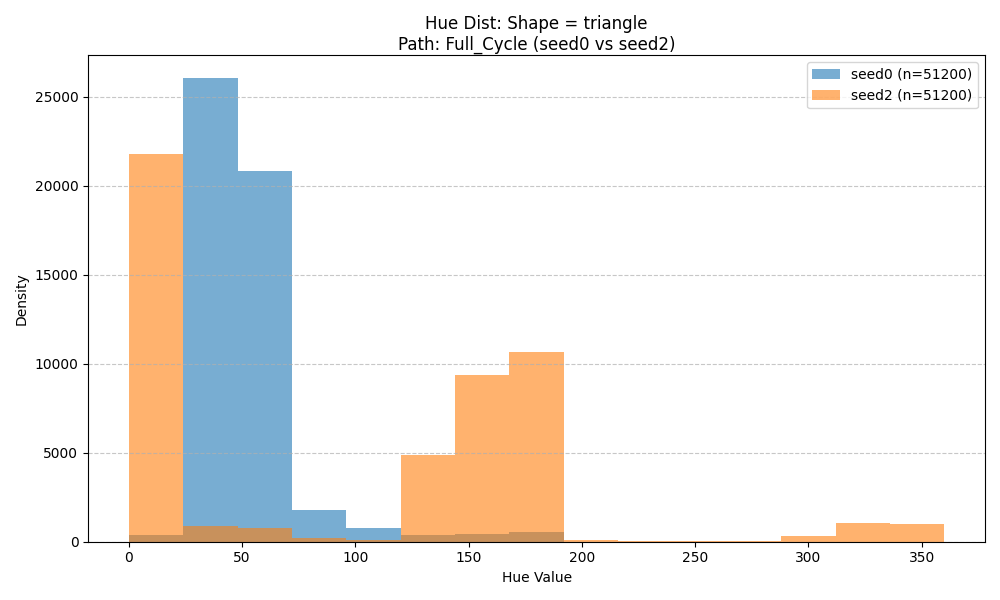 Hue Dist: Shape = triangle
Path: Full_Cycle (seed0 vs seed2)
seed0 (n=51200)
seed2 (n=51200)
Density
25000
20000
15000
10000
5000
0
0 50 100 150 200 250 300 350
Hue Value